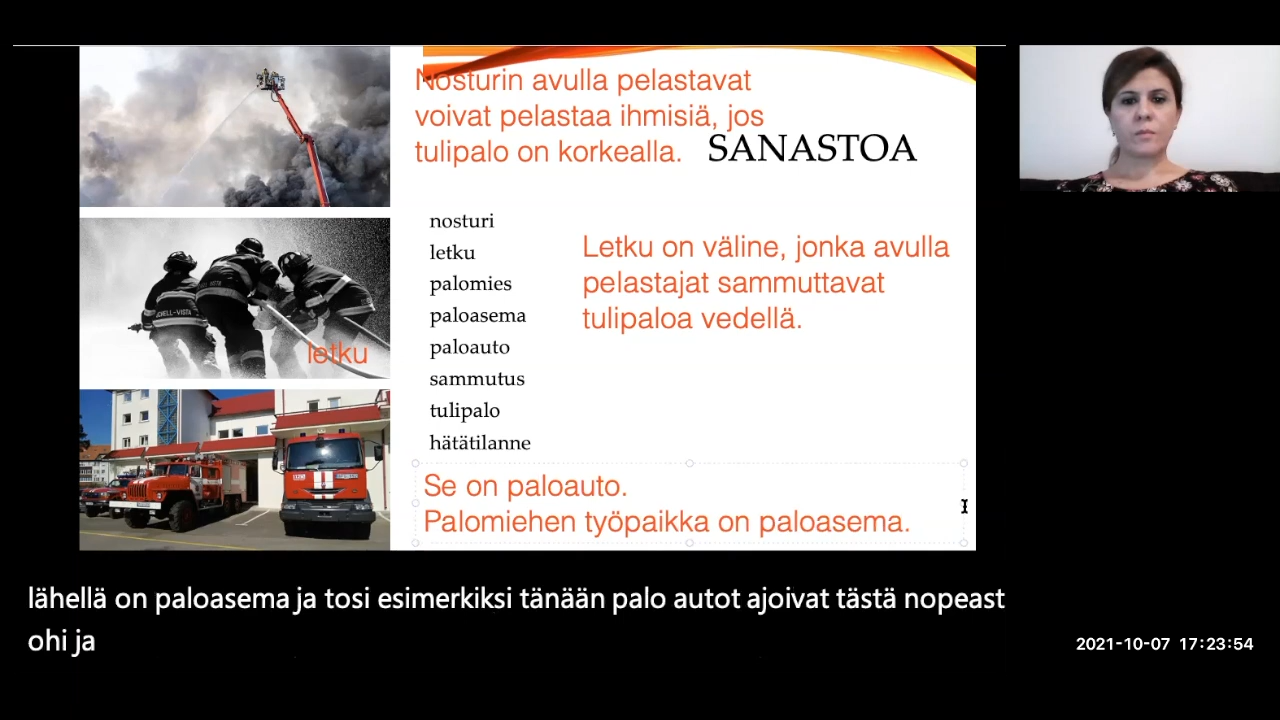 Nosturin avulla pelastavat
voivat pelastaa ihmisiä, jos
tulipalo on korkealla.
SANASTOA
nosturi
letku
palomies
paloasema
paloauto
sammutus
tulipalo
hätätilanne
Letku on väline, jonka avulla
pelastajat sammuttavat
tulipaloa vedellä.
letku
Se on paloauto.
Palomiehen työpaikka on paloasema.
lähellä on paloasema ja tosi esimerkiksi tänään palo autot ajoivat tästä nopeast
ohi ja
2021-10-07 17:23:54